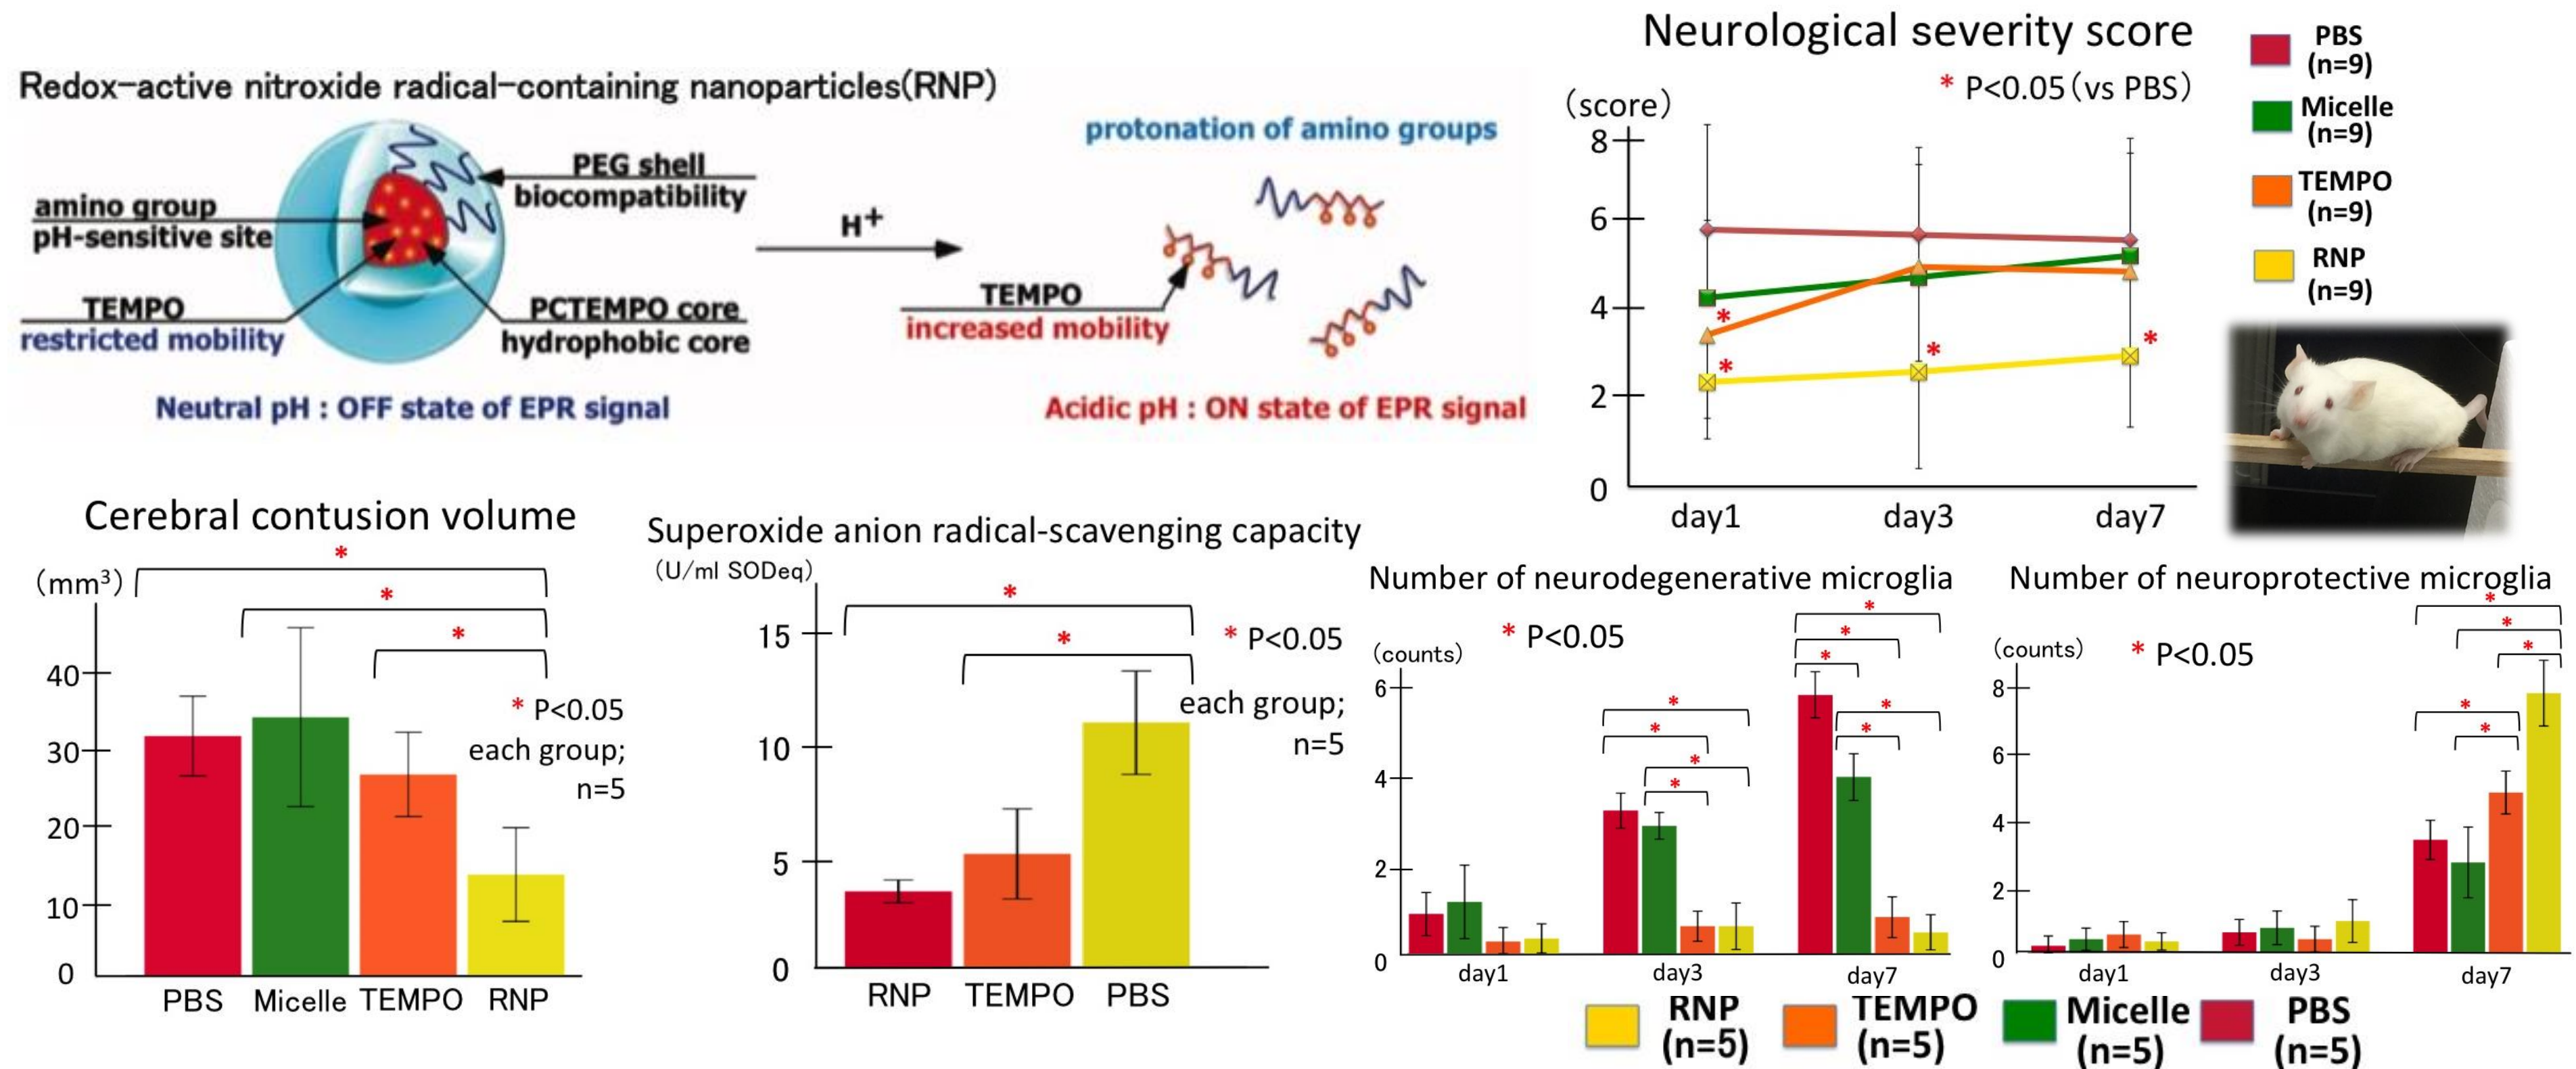 Redox-active nitroxide radical-containing nanoparticles(RNP)
amino group
pH-sensitive site
PEG shell
biocompatibility
TEMPO
restricted mobility
PCTEMPO core
hydrophobic core
Neutral pH : OFF state of EPR signal
H+
protonation of amino groups
TEMPO
increased mobility
Acidic pH : ON state of EPR signal
Neurological severity score
* P<0.05 (vs PBS)
(score)
8
6
4
2
0
*
*
*
*
day1 day3 day7
PBS
(n=9)
Micelle
(n=9)
TEMPO
(n=9)
RNP
(n=9)
Cerebral contusion volume
(mm³)
*
*
*
* P<0.05
each group;
n=5
40
30
20
10
0
PBS Micelle TEMPO RNP
Superoxide anion radical-scavenging capacity
(U/ml SODeq)
*
*
* P<0.05
each group;
n=5
15
10
5
0
RNP TEMPO PBS
Number of neurodegenerative microglia
* P<0.05
(counts)
6
4
2
0
*
*
*
*
*
*
*
*
*
day1 day3 day7
Number of neuroprotective microglia
* P<0.05
(counts)
8
6
4
2
0
*
*
*
*
*
day1 day3 day7
RNP
(n=5)
TEMPO
(n=5)
Micelle
(n=5)
PBS
(n=5)